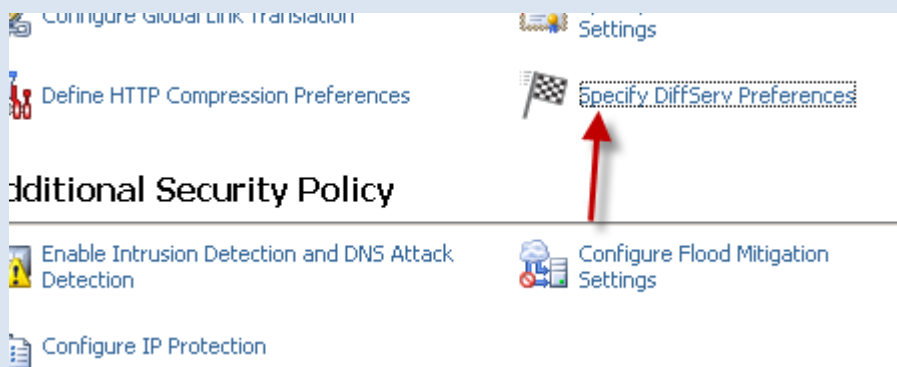 Configure Global Link Translation
Settings
Define HTTP Compression Preferences
Specify DiffServ Preferences
dditional Security Policy
Enable Intrusion Detection and DNS Attack
Detection
Configure Flood Mitigation
Settings
Configure IP Protection